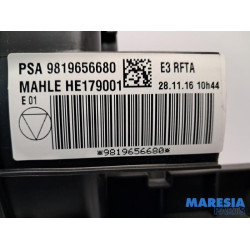 PSA 9819656680 E3 RFTA
MAHLE HE179001 28.11.16 10h44
E 01
*9819656680*
MARESIA